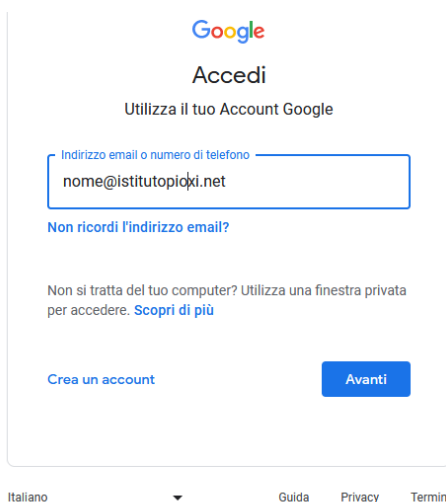 Google
Accedi
Utilizza il tuo Account Google
Indirizzo email o numero di telefono
nome@istitutopioxi.net
Non ricordi l'indirizzo email?
Non si tratta del tuo computer? Utilizza una finestra privata
per accedere. Scopri di più
Crea un account
Avanti
Italiano
Guida
Privacy